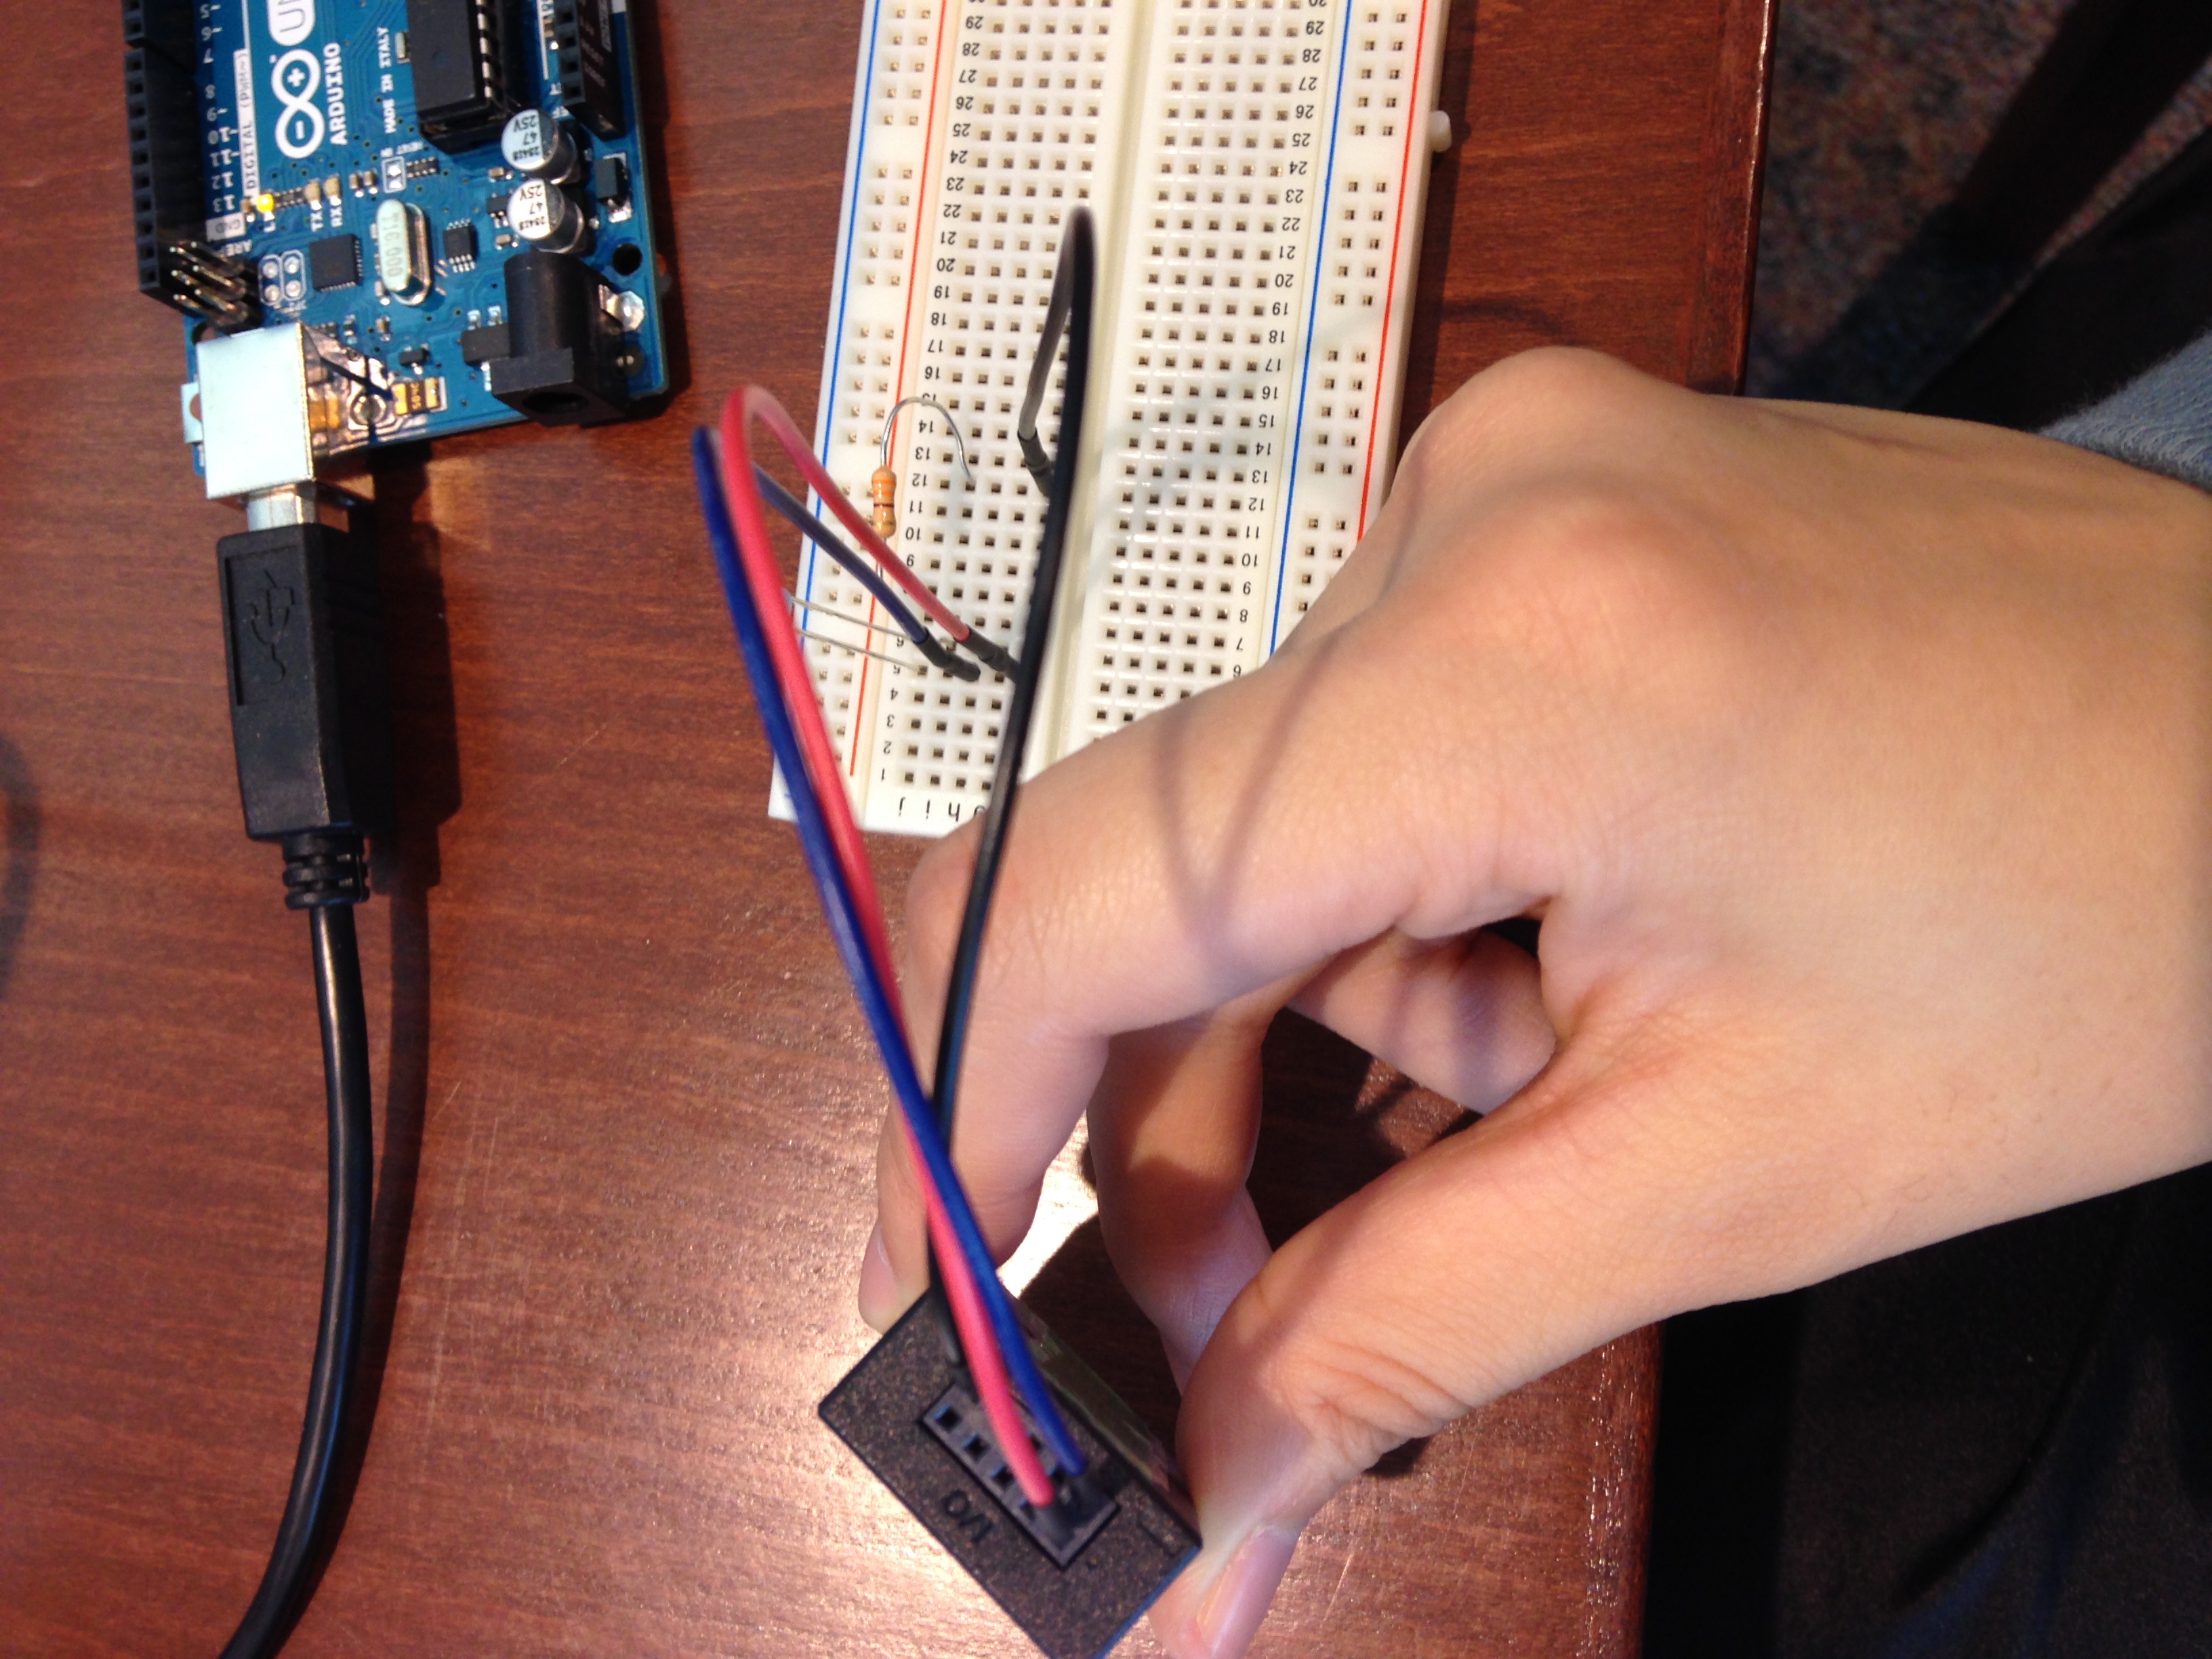 AREF
GND
13
12
~11
~10
~9
8
7
~6
~5
DIGITAL (PWM~)
L
TX
RX
ARDUINO
MADE IN ITALY
T16.000
47
25V
47
25V
I/O
1 2 3 4 5 6 9 10 11 12 13 14 15 16 17 18 19 20 21 22 23 24 25 26 27 28 29
j
i
h
6 7 8 9 10 11 12 13 14 15 16 17 18 19 20 21 22 23 24 25 26 27 28 29 30